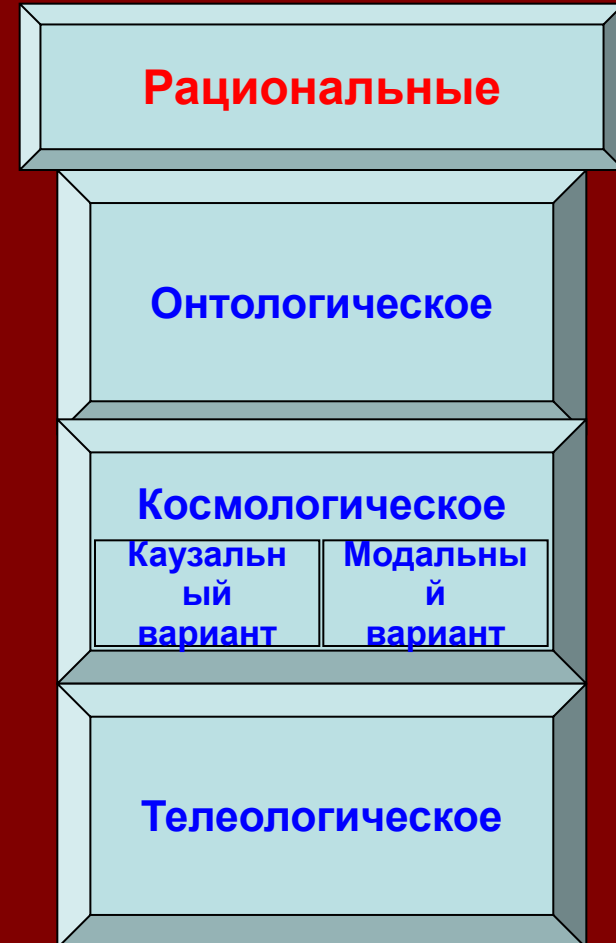 Рациональные
Онтологическое
Космологическое
Каузальн
ый
вариант
Модальны
й
вариант
Телеологическое